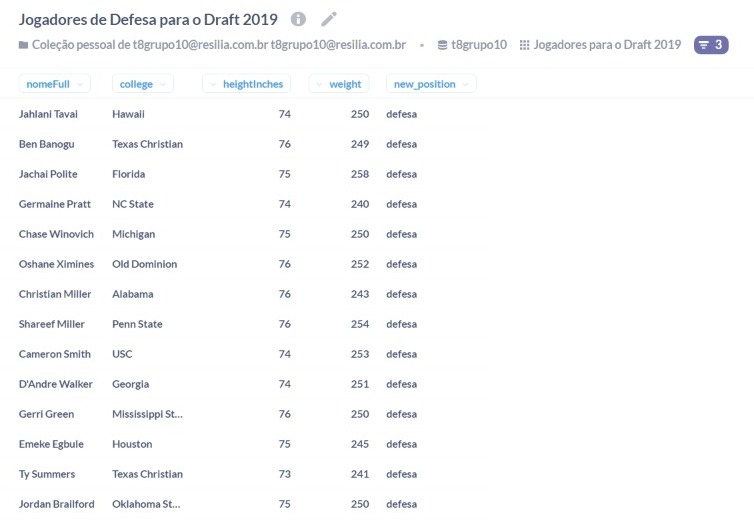 Jogadores de Defesa para o Draft 2019
Coleção pessoal de t8grupo10@resilia.com.br t8grupo10@resilia.com.br • t8grupo10 Jogadores para o Draft 2019 3
nomeFull college heightInches weight new_position
Jahlani Tavai Hawaii 74 250 defesa
Ben Banogu Texas Christian 76 249 defesa
Jachai Polite Florida 75 258 defesa
Germaine Pratt NC State 74 240 defesa
Chase Winovich Michigan 75 250 defesa
Oshane Ximines Old Dominion 76 252 defesa
Christian Miller Alabama 76 243 defesa
Shareef Miller Penn State 76 254 defesa
Cameron Smith USC 74 253 defesa
D'Andre Walker Georgia 74 251 defesa
Gerri Green Mississippi St... 76 250 defesa
Emeke Egbule Houston 75 245 defesa
Ty Summers Texas Christian 73 241 defesa
Jordan Brailford Oklahoma St... 75 250 defesa